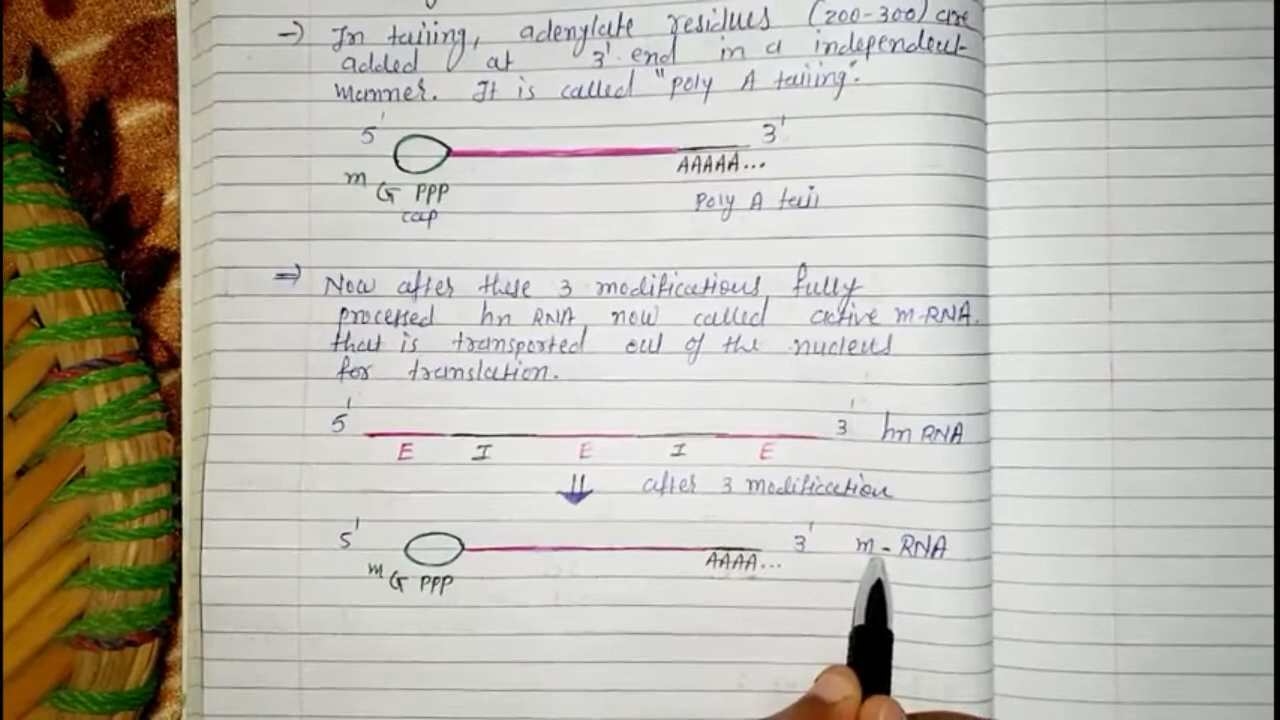 → In tailing, adenylate residues (200-300) are
added at 3' end in a independent
manner. It is called "poly A tailing".
5' 3'
AAAAA...
m G PPP
cap
Poly A tail
⇒ Now after these 3 modifications fully
processed hn RNA now called active m-RNA.
that is transported out of the nucleus
for translation.
5' 3' hn RNA
E I E I E
after 3 modification
5' 3' m-RNA
AAAA...
m G PPP